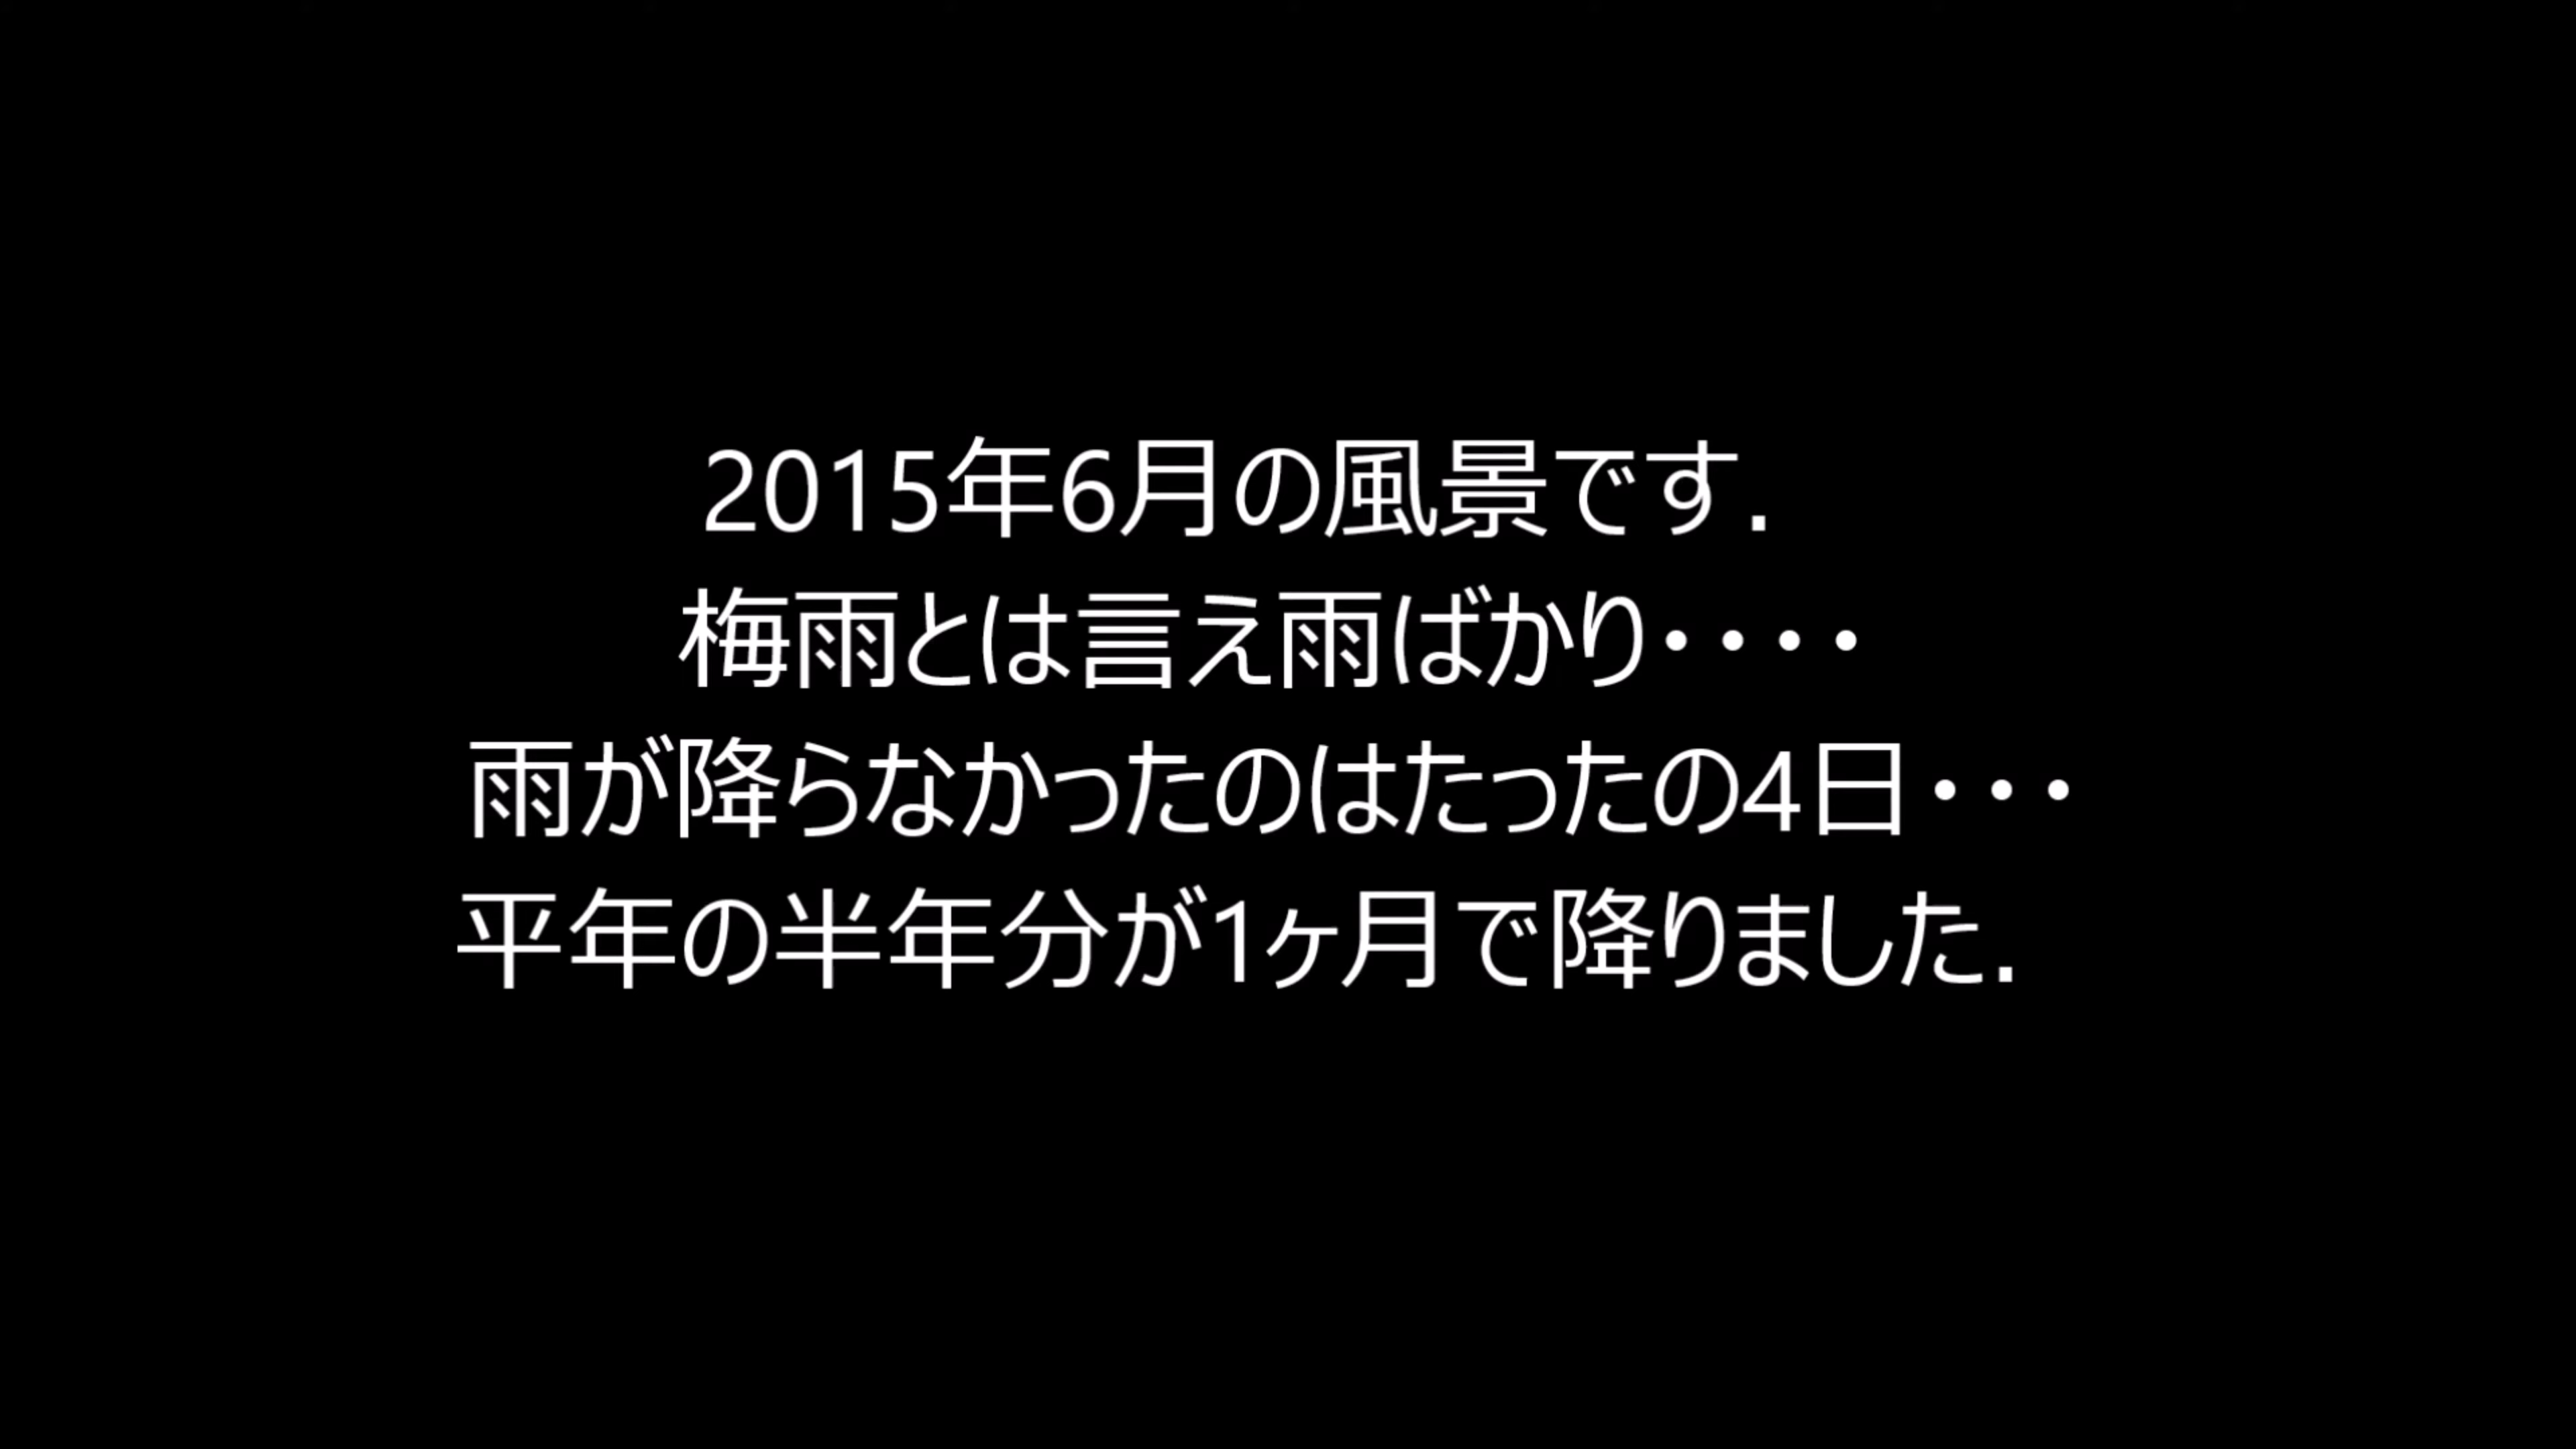 2015年6月の風景です.
梅雨とは言え雨ばかり・・・・
雨が降らなかったのはたったの4日・・・
平年の半年分が1ヶ月で降りました.